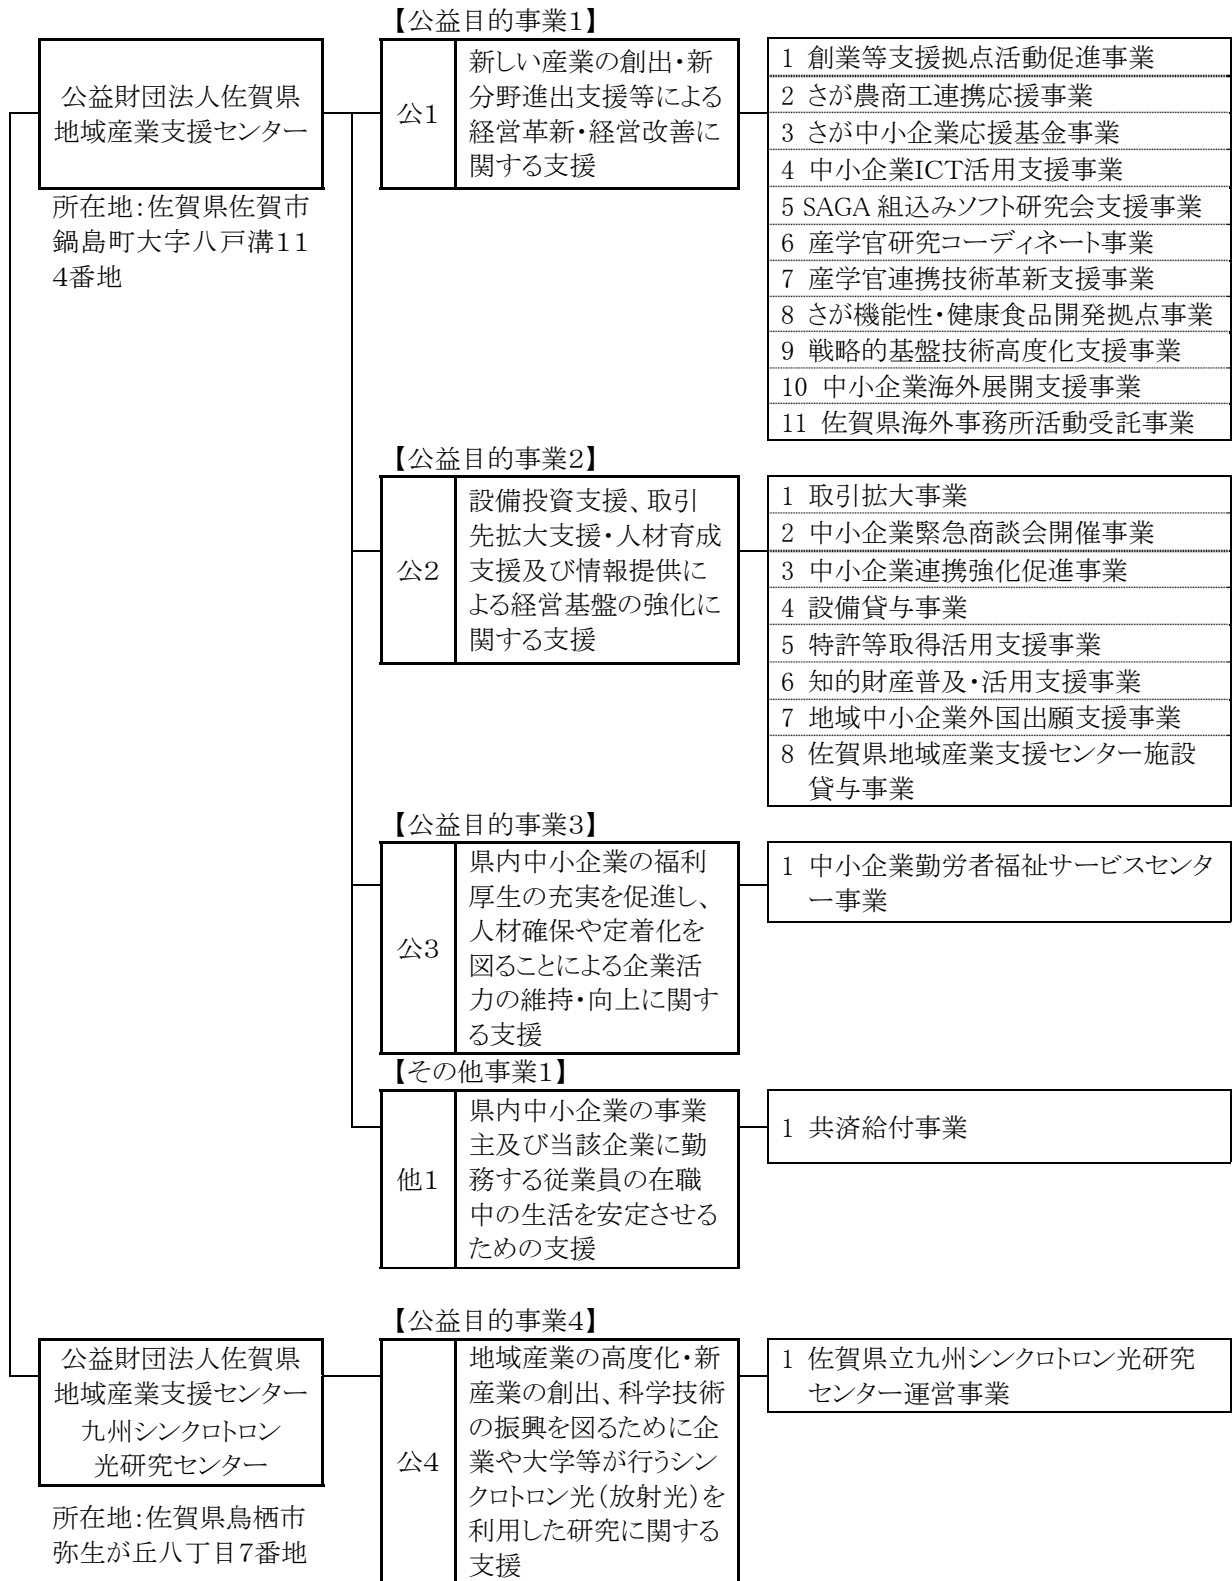 公益財団法人佐賀県
地域産業支援センター
所在地:佐賀県佐賀市
鍋島町大字八戸溝11
4番地
【公益目的事業1】
公1
新しい産業の創出・新
分野進出支援等による
経営革新・経営改善に
関する支援
1 創業等支援拠点活動促進事業
2 さが農商工連携応援事業
3 さが中小企業応援基金事業
4 中小企業ICT活用支援事業
5 SAGA 組込みソフト研究会支援事業
6 産学官研究コーディネート事業
7 産学官連携技術革新支援事業
8 さが機能性・健康食品開発拠点事業
9 戦略的基盤技術高度化支援事業
10 中小企業海外展開支援事業
11 佐賀県海外事務所活動受託事業
【公益目的事業2】
公2
設備投資支援、取引
先拡大支援・人材育成
支援及び情報提供に
よる経営基盤の強化に
関する支援
1 取引拡大事業
2 中小企業緊急商談会開催事業
3 中小企業連携強化促進事業
4 設備貸与事業
5 特許等取得活用支援事業
6 知的財産普及・活用支援事業
7 地域中小企業外国出願支援事業
8 佐賀県地域産業支援センター施設
貸与事業
【公益目的事業3】
公3
県内中小企業の福利
厚生の充実を促進し、
人材確保や定着化を
図ることによる企業活
力の維持・向上に関す
る支援
1 中小企業勤労者福祉サービスセンタ
ー事業
【その他事業1】
他1
県内中小企業の事業
主及び当該企業に勤
務する従業員の在職
中の生活を安定させる
ための支援
1 共済給付事業
公益財団法人佐賀県
地域産業支援センター
九州シンクロトロン
光研究センター
所在地:佐賀県鳥栖市
弥生が丘八丁目7番地
【公益目的事業4】
公4
地域産業の高度化・新
産業の創出、科学技術
の振興を図るために企
業や大学等が行うシン
クロトロン光(放射光)を
利用した研究に関する
支援
1 佐賀県立九州シンクロトロン光研究
センター運営事業